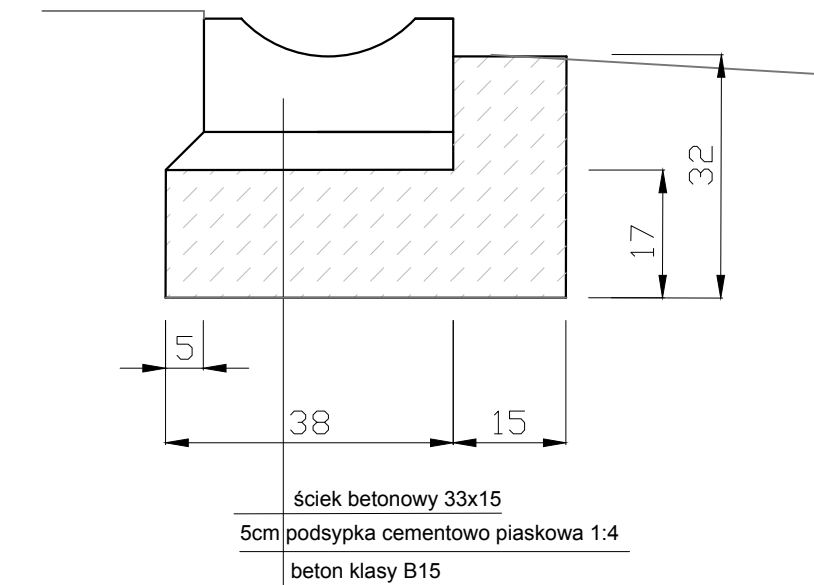 32
17
5
38
15
ściek betonowy 33x15
5cm podsypka cementowo piaskowa 1:4
beton klasy B15